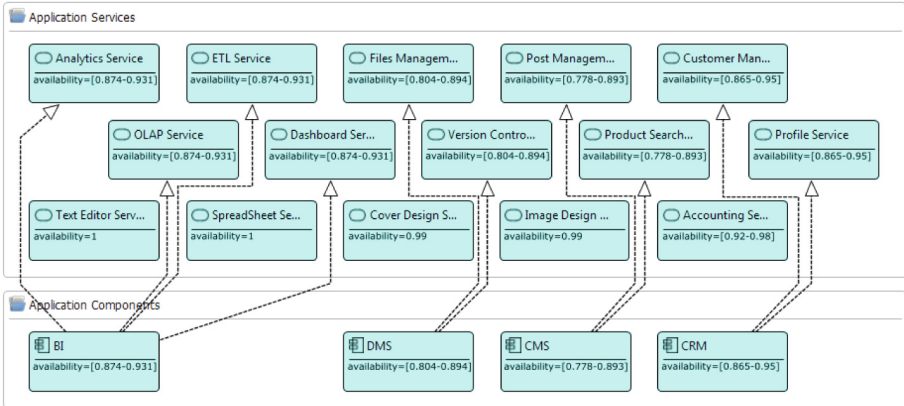 Application Services
Analytics Service
availability=[0.874-0.931]
ETL Service
availability=[0.874-0.931]
Files Managem...
availability=[0.804-0.894]
Post Managem...
availability=[0.778-0.893]
Customer Man...
availability=[0.865-0.95]
OLAP Service
availability=[0.874-0.931]
Dashboard Ser...
availability=[0.874-0.931]
Version Contro...
availability=[0.804-0.894]
Product Search...
availability=[0.778-0.893]
Profile Service
availability=[0.865-0.95]
Text Editor Serv...
availability=1
SpreadSheet Se...
availability=1
Cover Design S...
availability=0.99
Image Design ...
availability=0.99
Accounting Se...
availability=[0.92-0.98]
Application Components
BI
availability=[0.874-0.931]
DMS
availability=[0.804-0.894]
CMS
availability=[0.778-0.893]
CRM
availability=[0.865-0.95]